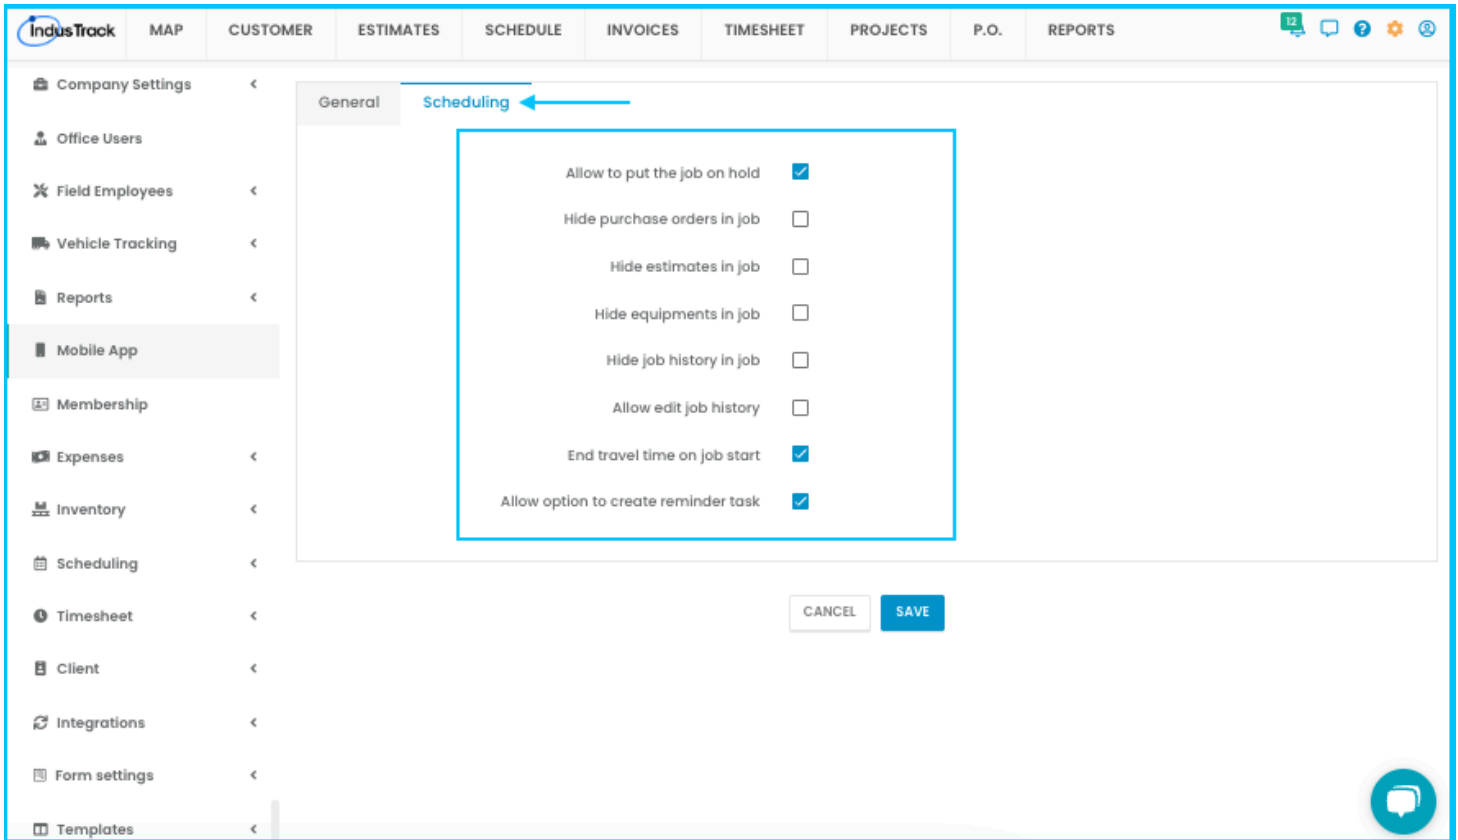 IndusTrack MAP CUSTOMER ESTIMATES SCHEDULE INVOICES TIMESHEET PROJECTS P.O. REPORTS 12 ?
Company Settings
Office Users
Field Employees
Vehicle Tracking
Reports
Mobile App
Membership
Expenses
Inventory
Scheduling
Timesheet
Client
Integrations
Form settings
Templates
General Scheduling
Allow to put the job on hold
Hide purchase orders in job
Hide estimates in job
Hide equipments in job
Hide job history in job
Allow edit job history
End travel time on job start
Allow option to create reminder task
CANCEL SAVE